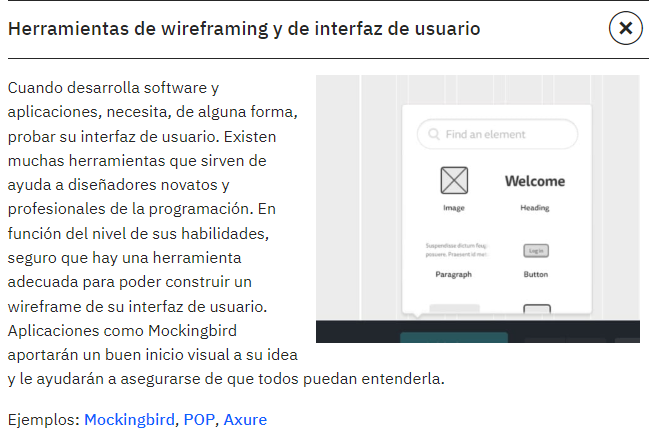 Herramientas de wireframing y de interfaz de usuario
Cuando desarrolla software y
aplicaciones, necesita, de alguna forma,
probar su interfaz de usuario. Existen
muchas herramientas que sirven de
ayuda a diseñadores novatos y
profesionales de la programación. En
función del nivel de sus habilidades,
seguro que hay una herramienta
adecuada para poder construir un
wireframe de su interfaz de usuario.
Aplicaciones como Mockingbird
aportarán un buen inicio visual a su idea
y le ayudarán a asegurarse de que todos puedan entenderla.
Ejemplos: Mockingbird, POP, Axure
Find an element
Welcome
Image
Heading
Suspendisse dictum feug
posuere. Praesent id me
Log in
Paragraph
Button